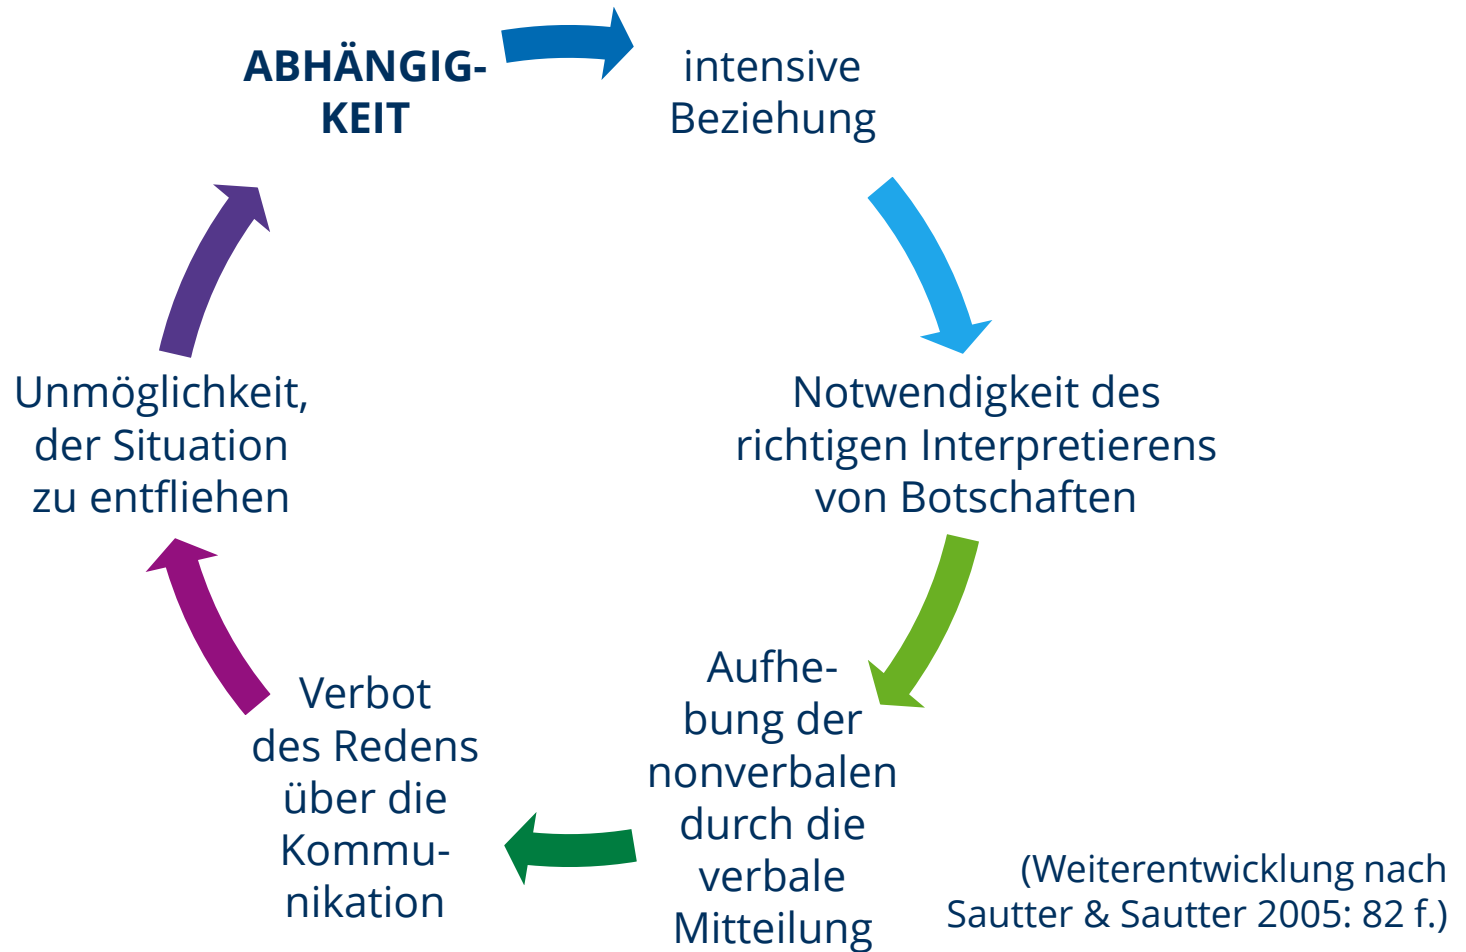 ABHÄNGIG-
KEIT
intensive
Beziehung
Notwendigkeit des
richtigen Interpretierens
von Botschaften
Aufhe-
bung der
nonverbalen
durch die
verbale
Mitteilung
Verbot
des Redens
über die
Kommu-
nikation
Unmöglichkeit,
der Situation
zu entfliehen
(Weiterentwicklung nach
Sautter & Sautter 2005: 82 f.)